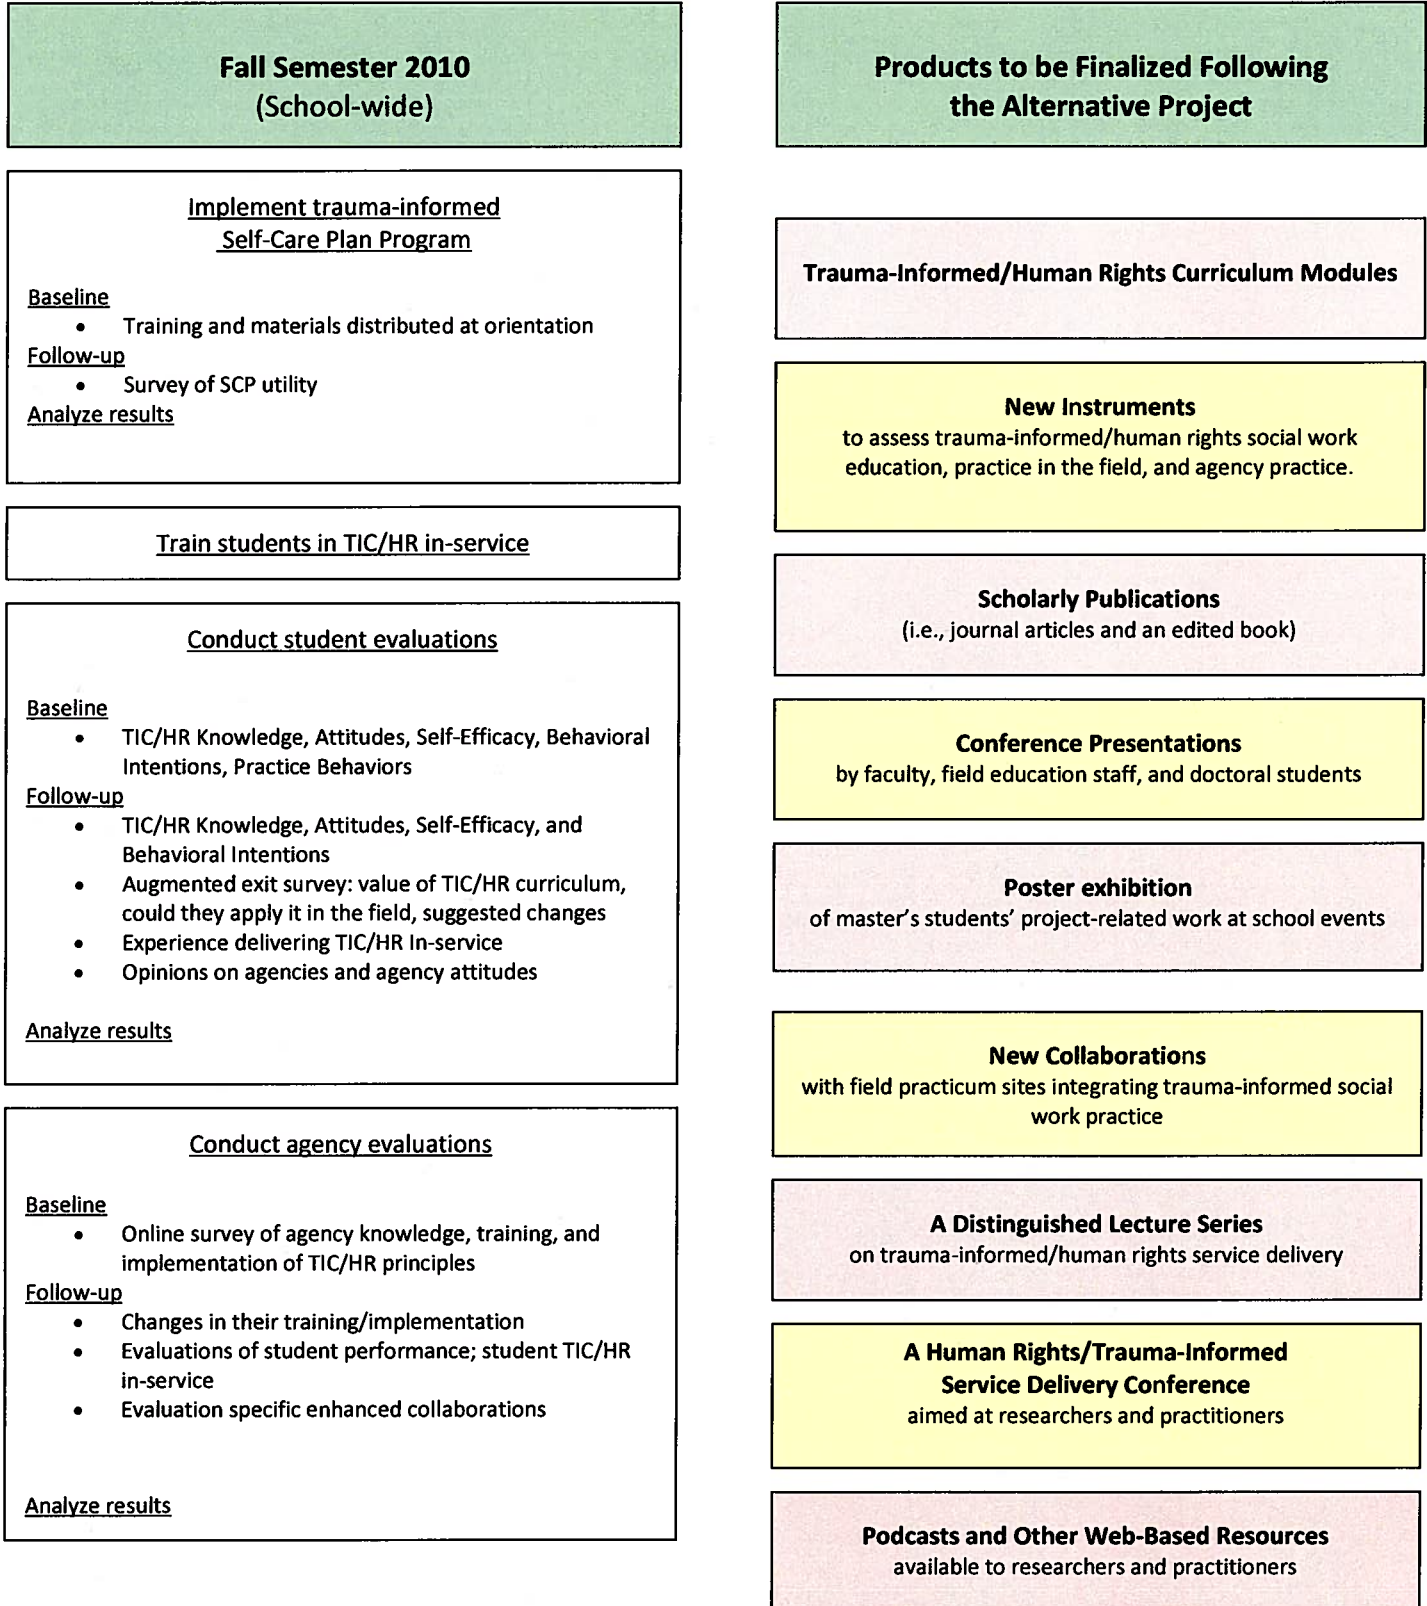 Fall Semester 2010
(School-wide)
Implement trauma-informed
Self-Care Plan Program
Baseline
• Training and materials distributed at orientation
Follow-up
• Survey of SCP utility
Analyze results
Train students in TIC/HR in-service
Conduct student evaluations
Baseline
• TIC/HR Knowledge, Attitudes, Self-Efficacy, Behavioral
Intentions, Practice Behaviors
Follow-up
• TIC/HR Knowledge, Attitudes, Self-Efficacy, and
Behavioral Intentions
• Augmented exit survey: value of TIC/HR curriculum,
could they apply it in the field, suggested changes
• Experience delivering TIC/HR In-service
• Opinions on agencies and agency attitudes
Analyze results
Conduct agency evaluations
Baseline
• Online survey of agency knowledge, training, and
implementation of TIC/HR principles
Follow-up
• Changes in their training/implementation
• Evaluations of student performance; student TIC/HR
in-service
• Evaluation specific enhanced collaborations
Analyze results
Products to be Finalized Following
the Alternative Project
Trauma-Informed/Human Rights Curriculum Modules
New Instruments
to assess trauma-informed/human rights social work
education, practice in the field, and agency practice.
Scholarly Publications
(i.e., journal articles and an edited book)
Conference Presentations
by faculty, field education staff, and doctoral students
Poster exhibition
of master's students' project-related work at school events
New Collaborations
with field practicum sites integrating trauma-informed social
work practice
A Distinguished Lecture Series
on trauma-informed/human rights service delivery
A Human Rights/Trauma-Informed
Service Delivery Conference
aimed at researchers and practitioners
Podcasts and Other Web-Based Resources
available to researchers and practitioners